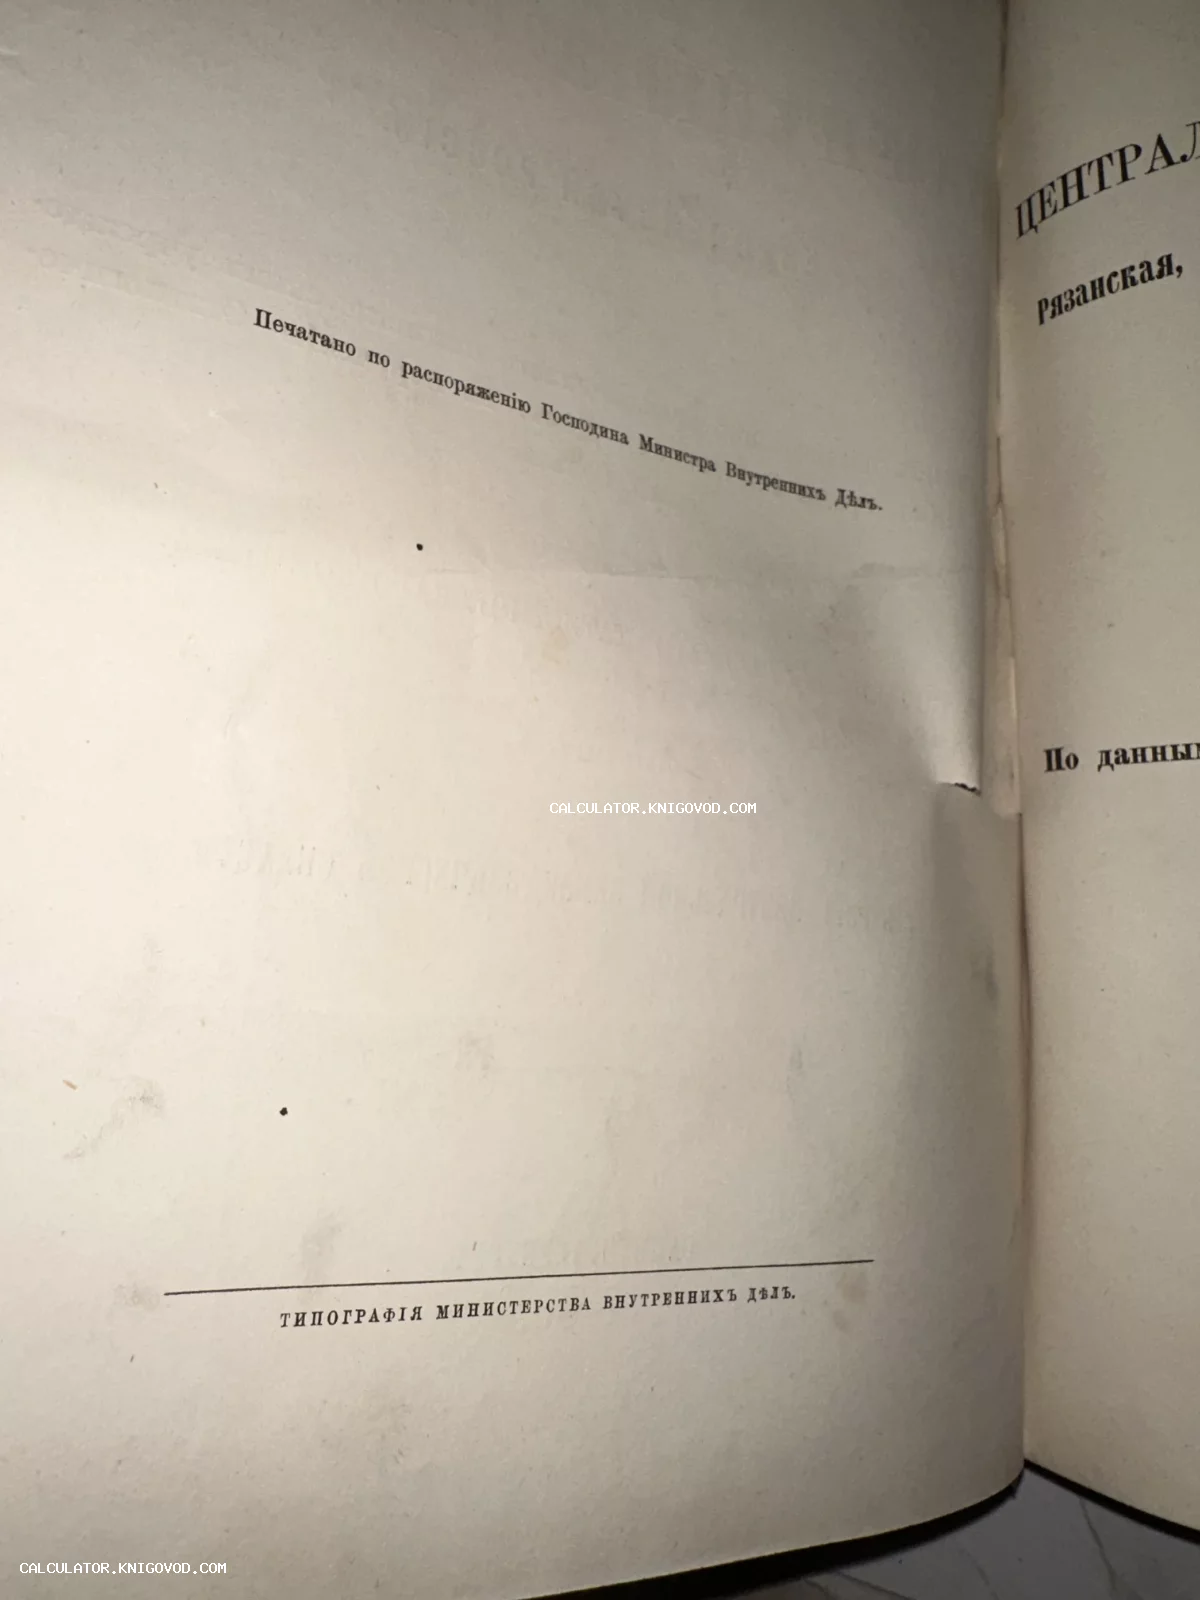 Печатано по распоряженію Господина Министра Внутреннихъ Дѣлъ.
ТИПОГРАФІЯ МИНИСТЕРСТВА ВНУТРЕННИХЪ ДѢЛЪ.
ЦЕНТРАЛ
рязанская,
По данным
CALCULATOR.KNIGOVOD.COM
CALCULATOR.KNIGOVOD.COM